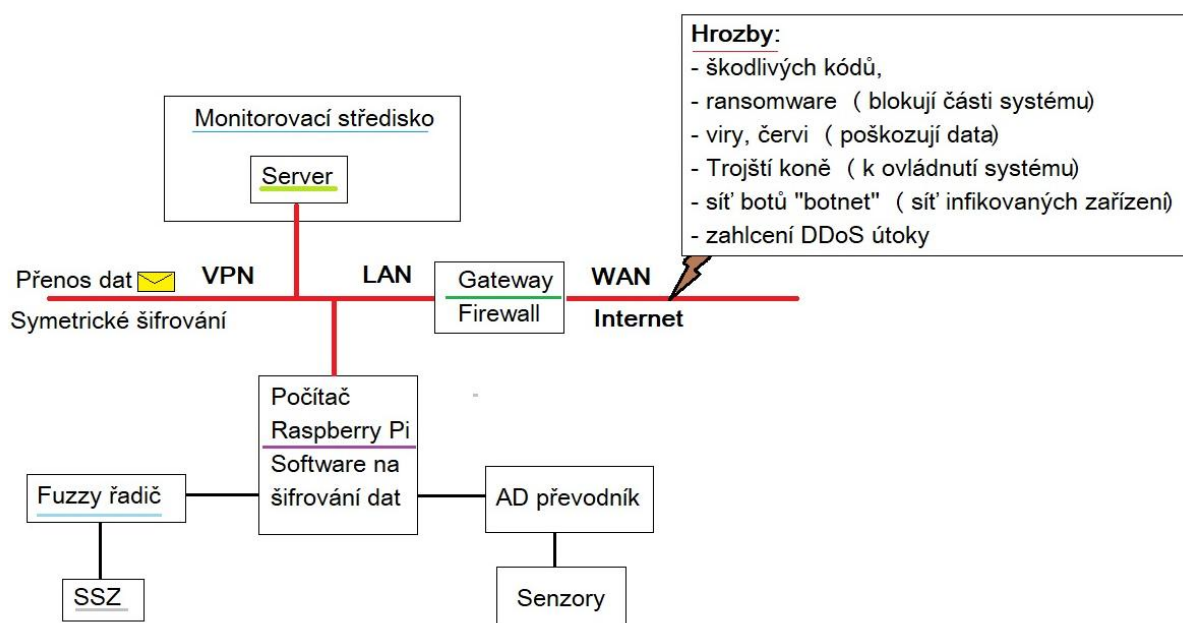 Hrozby:
- škodlivých kódů,
- ransomware ( blokují části systému)
- viry, červi ( poškozují data)
- Trojští koně ( k ovládnutí systému)
- síť botů "botnet" ( síť infikovaných zařízení)
- zahlcení DDoS útoky
Monitorovací středisko
Server
Přenos dat
VPN
LAN
Gateway
Firewall
WAN
Internet
Symetrické šifrování
Počítač
Raspberry Pi
Software na
šifrování dat
Fuzzy řadič
AD převodník
SSZ
Senzory